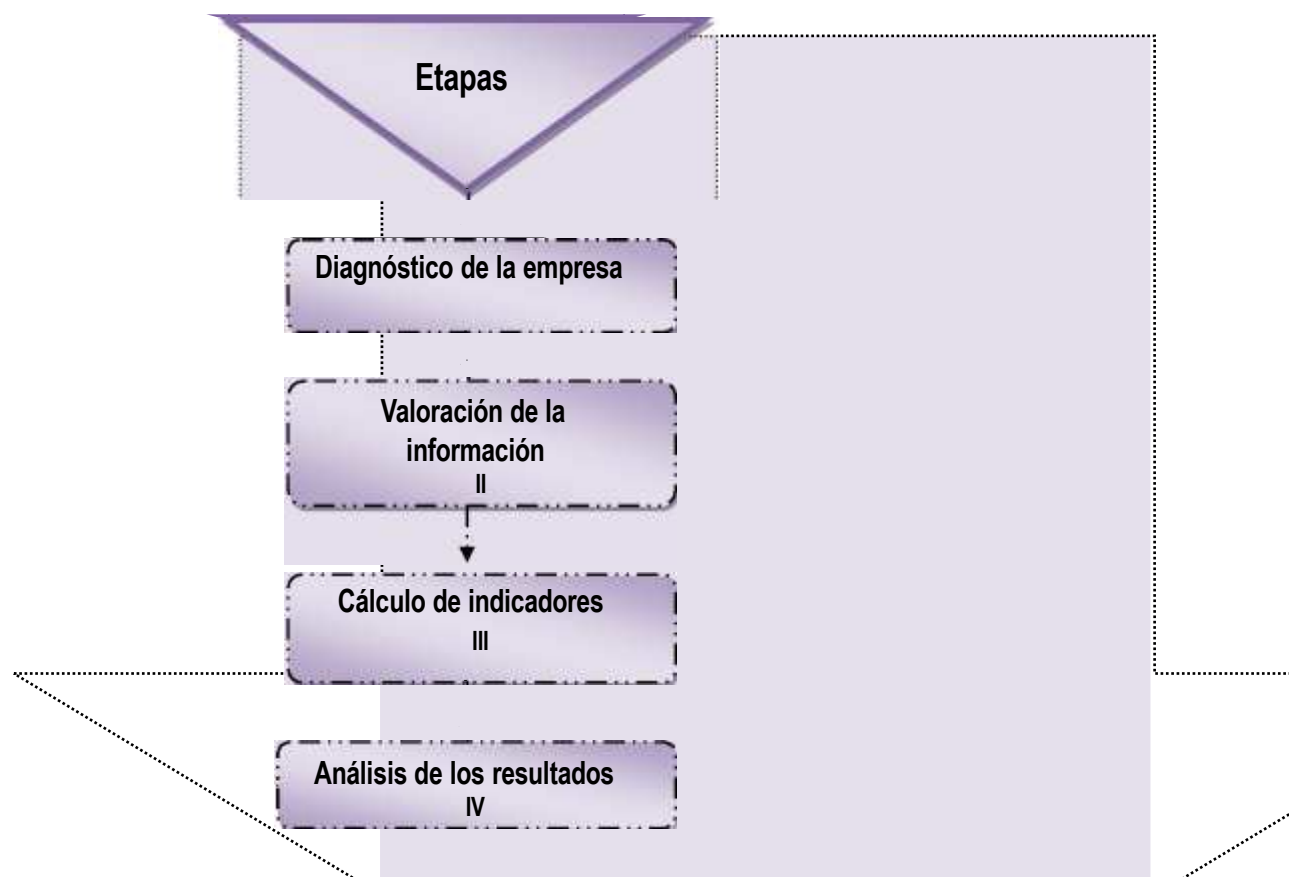 Etapas
Diagnóstico de la empresa
Valoración de la
información
II
Cálculo de indicadores
III
Análisis de los resultados
IV